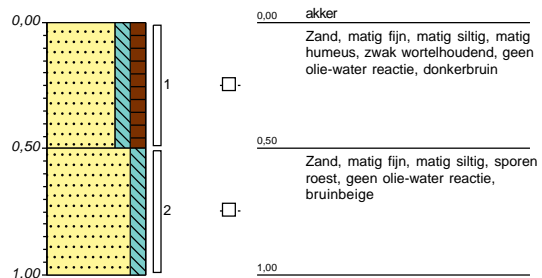 0,00
0,50
1,00
1
2
0,00
akker
Zand, matig fijn, matig siltig, matig
humeus, zwak wortelhoudend, geen
olie-water reactie, donkerbruin
0,50
Zand, matig fijn, matig siltig, sporen
roest, geen olie-water reactie,
bruinbeige
1,00